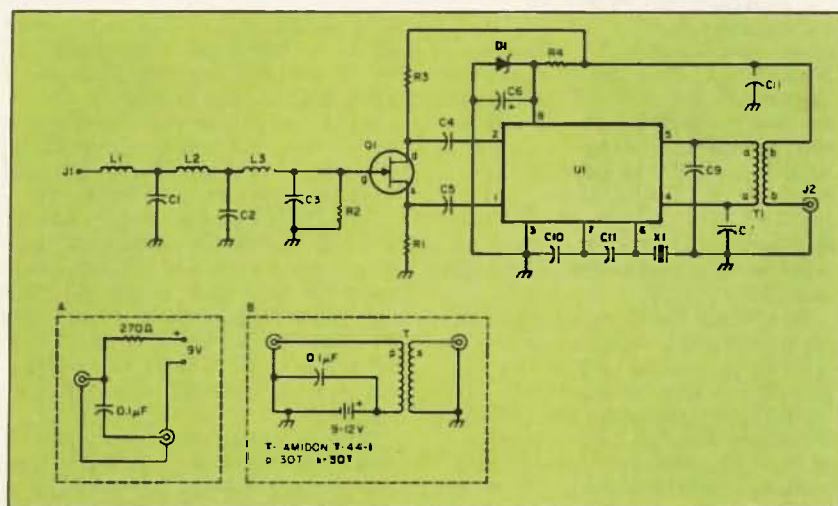 D1
R4
C11
R3
C6
+
8
J1
L1
L2
L3
Q1
C4
2
U1
5
a
b
d
g
s
C9
J2
C1
C2
C3
R2
C5
1
4
a
b
T1
R1
3
7
6
C
C10
C11
X1
A
270Ω
+
9V
0.1µF
B
T
p
s
0.1µF
+
9-12V
T- AMIDON T-44-
p 30T s-30T